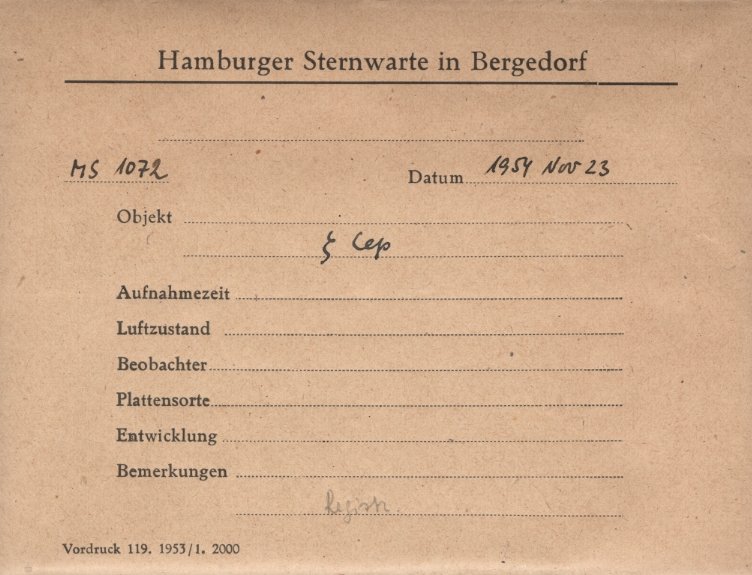 Hamburger Sternwarte in Bergedorf
MS 1072
Datum 1954 Nov 23
Objekt
ξ Cep
Aufnahmezeit
Luftzustand
Beobachter
Plattensorte
Entwicklung
Bemerkungen
Registr.
Vordruck 119. 1953/1. 2000